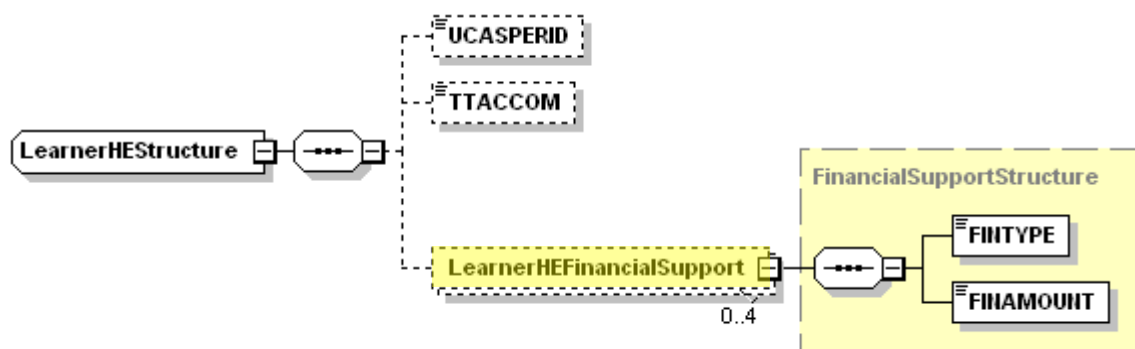 UCASPERID
TTACCOM
LearnerHEStructure
FinancialSupportStructure
FINTYPE
LearnerHEFinancialSupport
0..4
FINAMOUNT